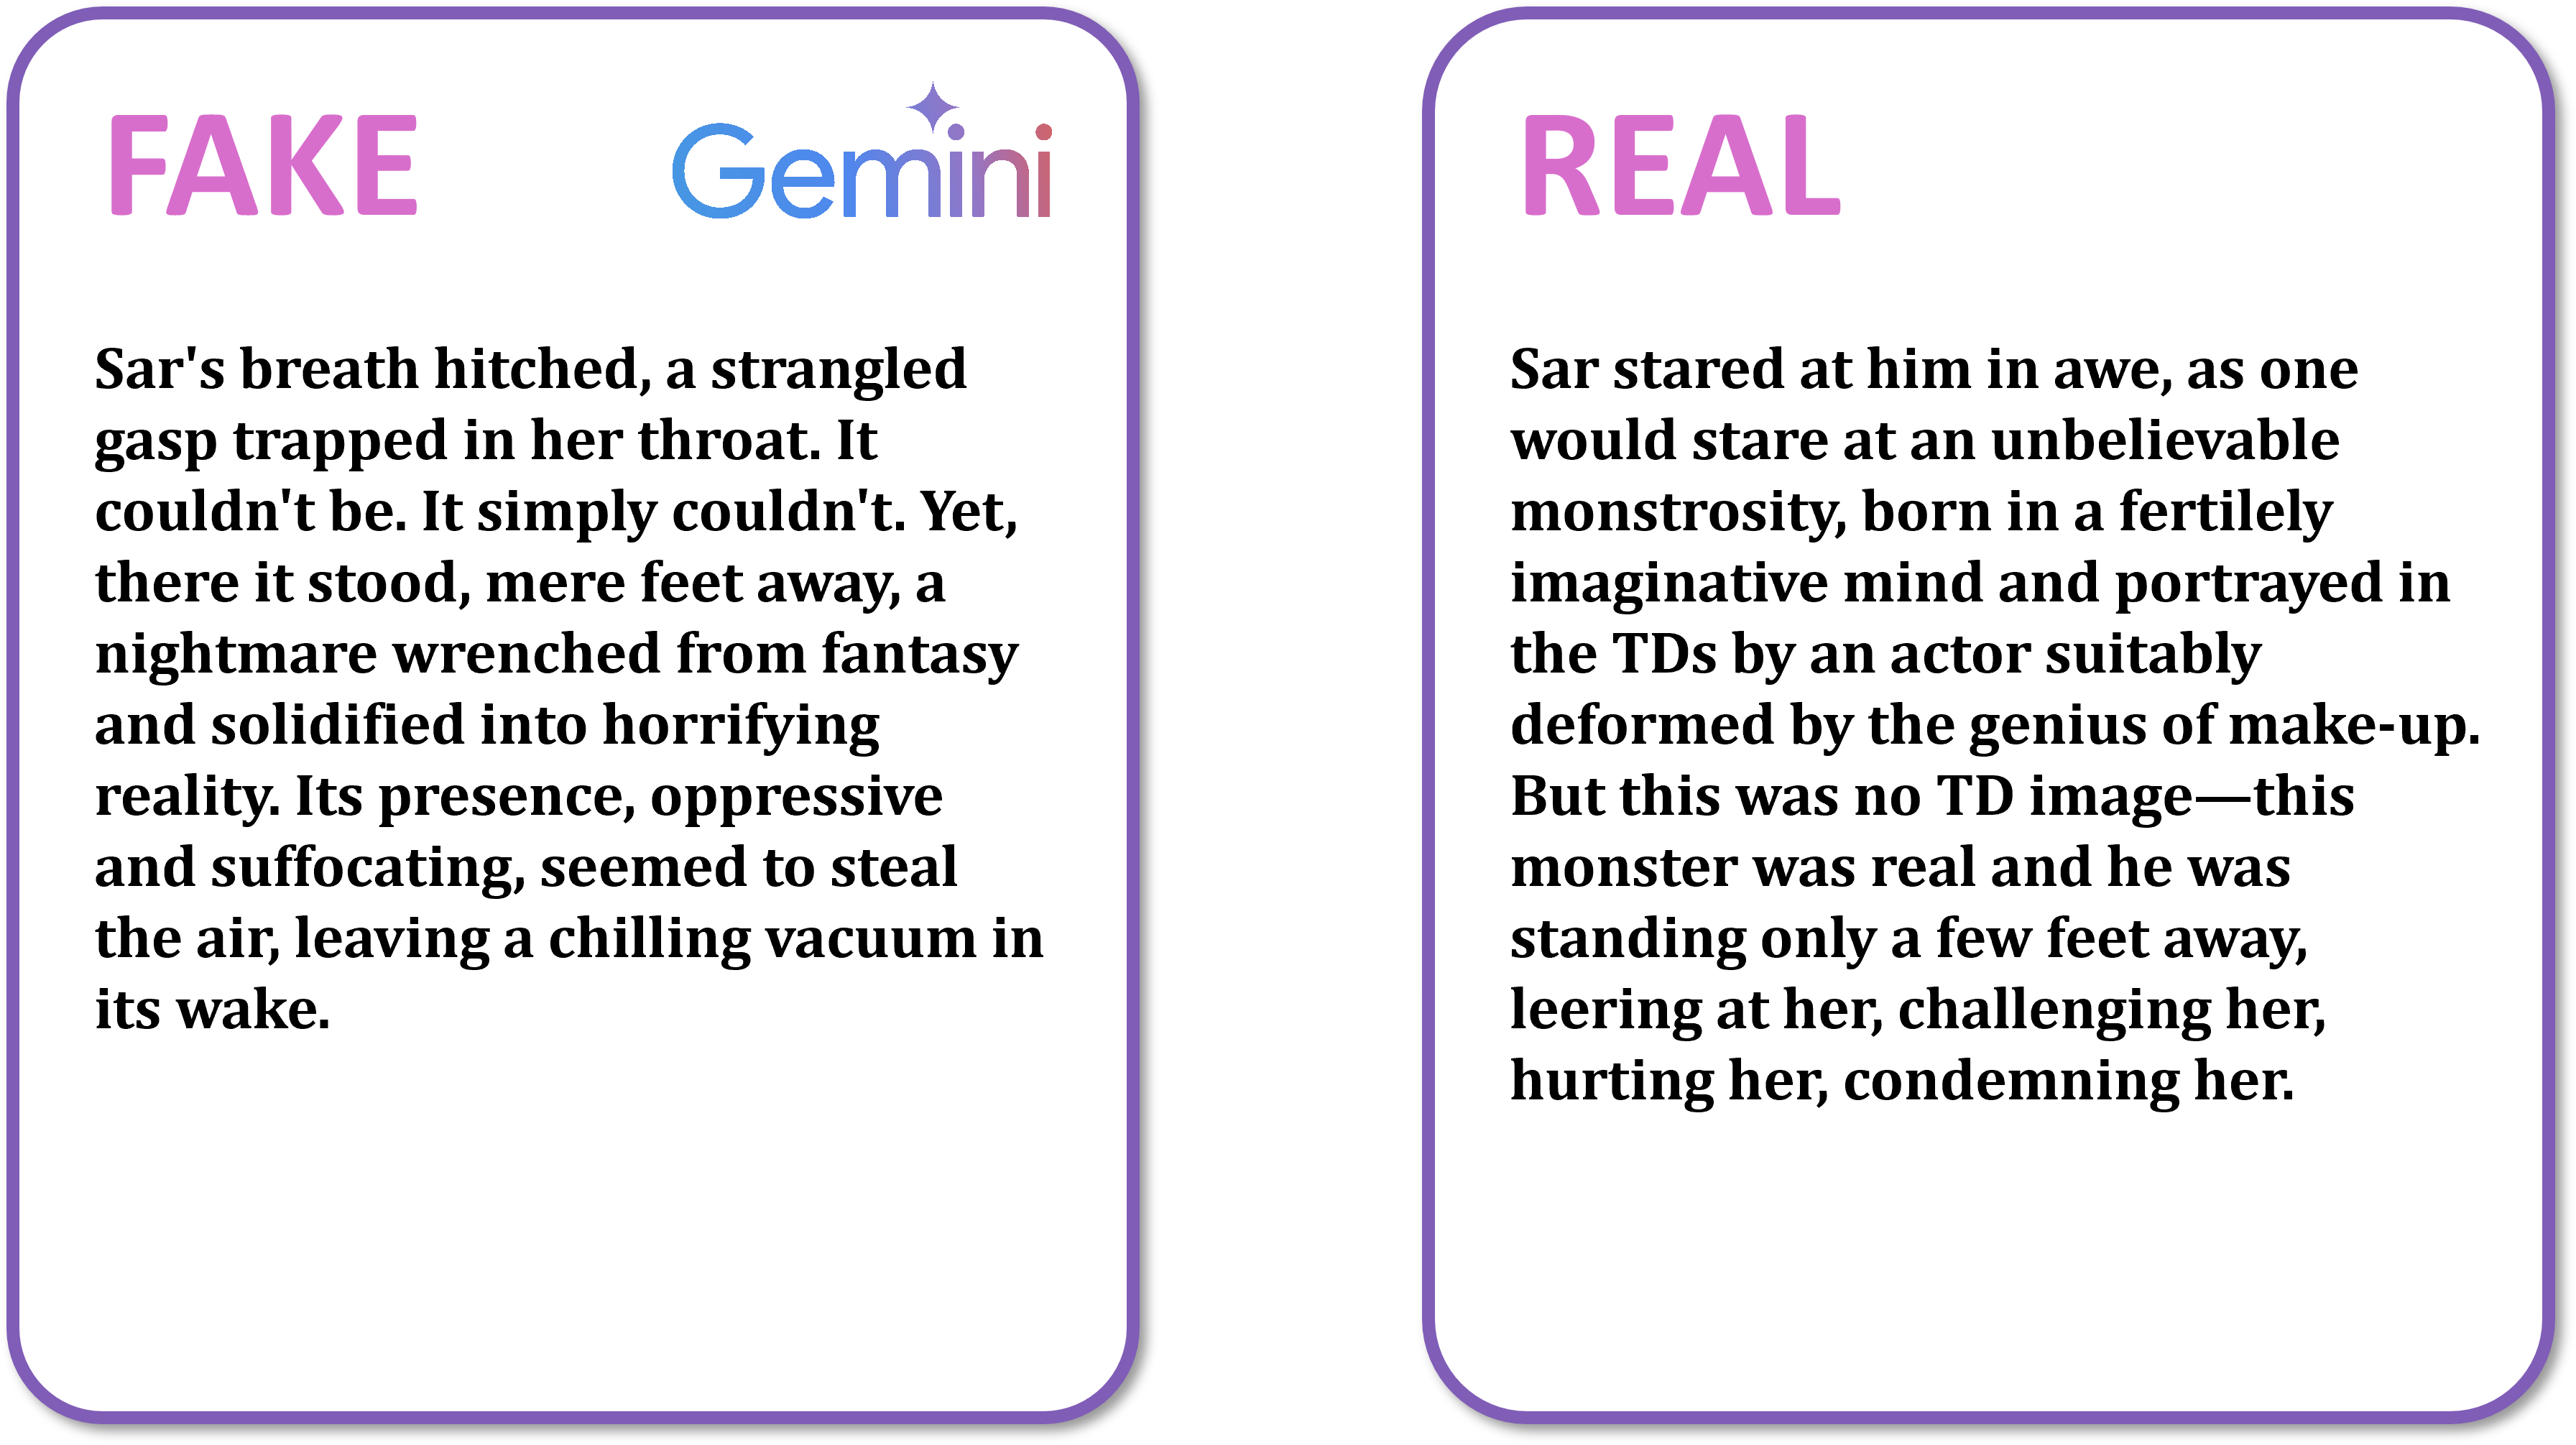 FAKE
Gemini
Sar's breath hitched, a strangled
gasp trapped in her throat. It
couldn't be. It simply couldn't. Yet,
there it stood, mere feet away, a
nightmare wrenched from fantasy
and solidified into horrifying
reality. Its presence, oppressive
and suffocating, seemed to steal
the air, leaving a chilling vacuum in
its wake.
REAL
Sar stared at him in awe, as one
would stare at an unbelievable
monstrosity, born in a fertilely
imaginative mind and portrayed in
the TDs by an actor suitably
deformed by the genius of make-up.
But this was no TD image—this
monster was real and he was
standing only a few feet away,
leering at her, challenging her,
hurting her, condemning her.